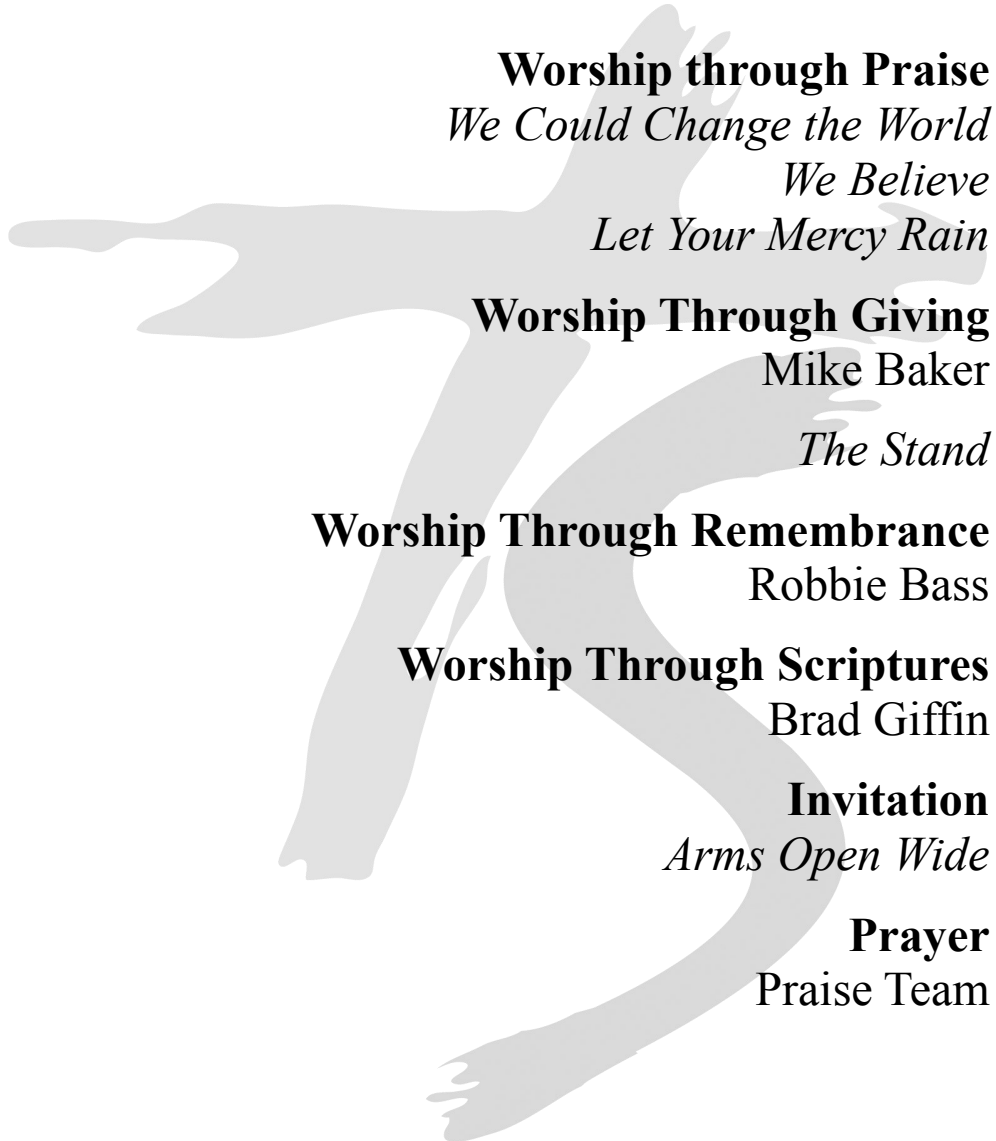 Worship through Praise
We Could Change the World
We Believe
Let Your Mercy Rain
Worship Through Giving
Mike Baker
The Stand
Worship Through Remembrance
Robbie Bass
Worship Through Scriptures
Brad Giffin
Invitation
Arms Open Wide
Prayer
Praise Team